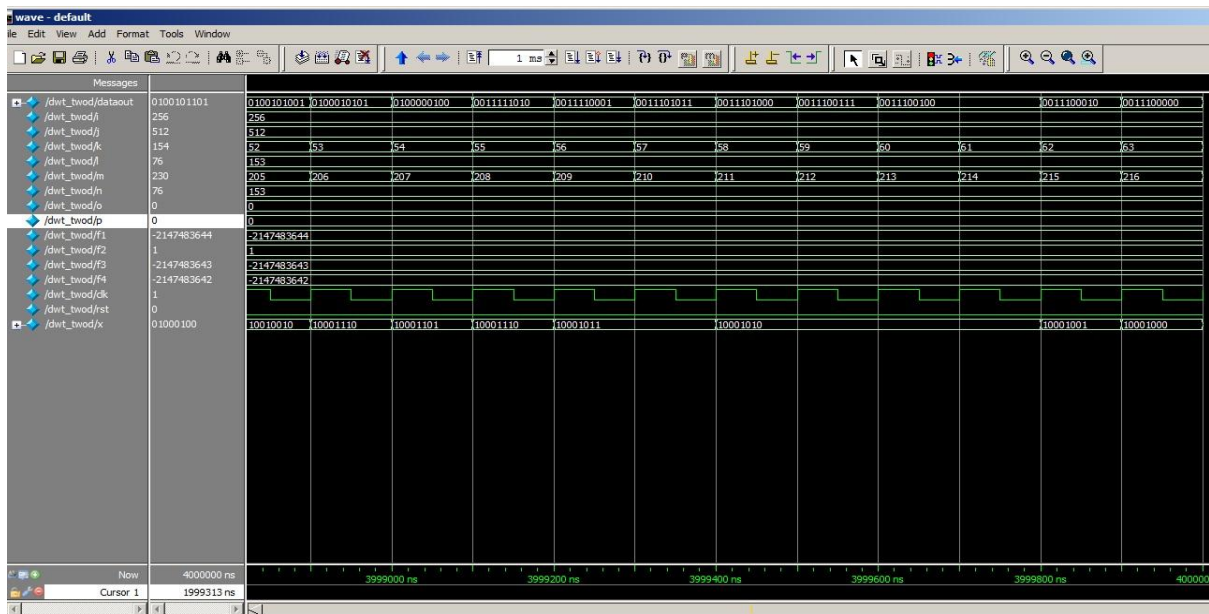 wave - default
ile Edit View Add Format Tools Window
1 ms
Messages
/dwt_twod/dataout 0100101101 0100101001 0100010101 0100000100 0011111010 0011110001 0011101011 0011101000 0011100111 0011100100 0011100010 0011100000
/dwt_twod/i 256 256
/dwt_twod/j 512 512
/dwt_twod/k 154 52 53 54 55 56 57 58 59 60 61 62 63
/dwt_twod/l 76 153
/dwt_twod/m 230 205 206 207 208 209 210 211 212 213 214 215 216
/dwt_twod/n 76 153
/dwt_twod/o 0 0
/dwt_twod/p 0 0
/dwt_twod/f1 -2147483644 -2147483644
/dwt_twod/f2 1 1
/dwt_twod/f3 -2147483643 -2147483643
/dwt_twod/f4 -2147483642 -2147483642
/dwt_twod/clk 1
/dwt_twod/rst 0
/dwt_twod/x 01000100 10010010 10001110 10001101 10001110 10001011 10001010 10001001 10001000
Now 4000000 ns 3999000 ns 3999200 ns 3999400 ns 3999600 ns 3999800 ns 400000
Cursor 1 1999313 ns